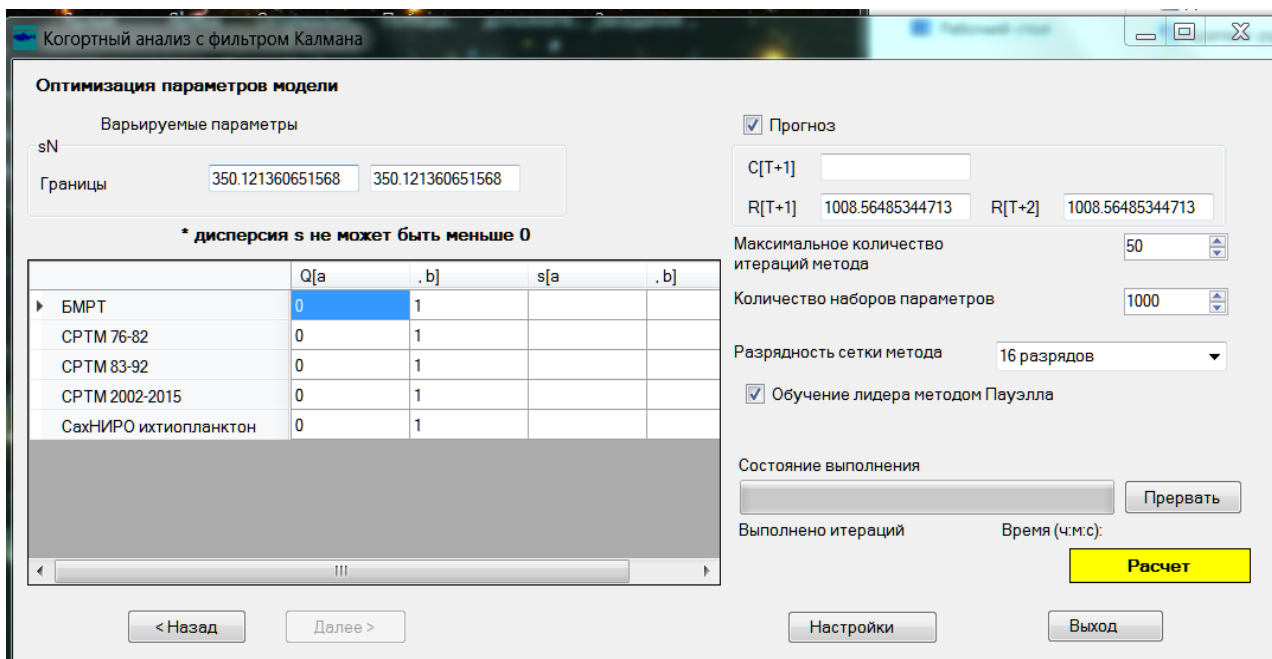 Когортный анализ с фильтром Калмана
Оптимизация параметров модели
Варьируемые параметры
sN
Границы 350.121360651568 350.121360651568
* дисперсия s не может быть меньше 0
Q[a , b] s[a , b]
БМРТ 0 1
СРТМ 76-82 0 1
СРТМ 83-92 0 1
СРТМ 2002-2015 0 1
СахНИРО ихтиопланктон 0 1
< Назад Далее >
Прогноз
C[T+1]
R[T+1] 1008.56485344713 R[T+2] 1008.56485344713
Максимальное количество 50
итераций метода
Количество наборов параметров 1000
Разрядность сетки метода 16 разрядов
Обучение лидера методом Пауэлла
Состояние выполнения
Прервать
Выполнено итераций Время (ч:м:с):
Расчет
Настройки Выход